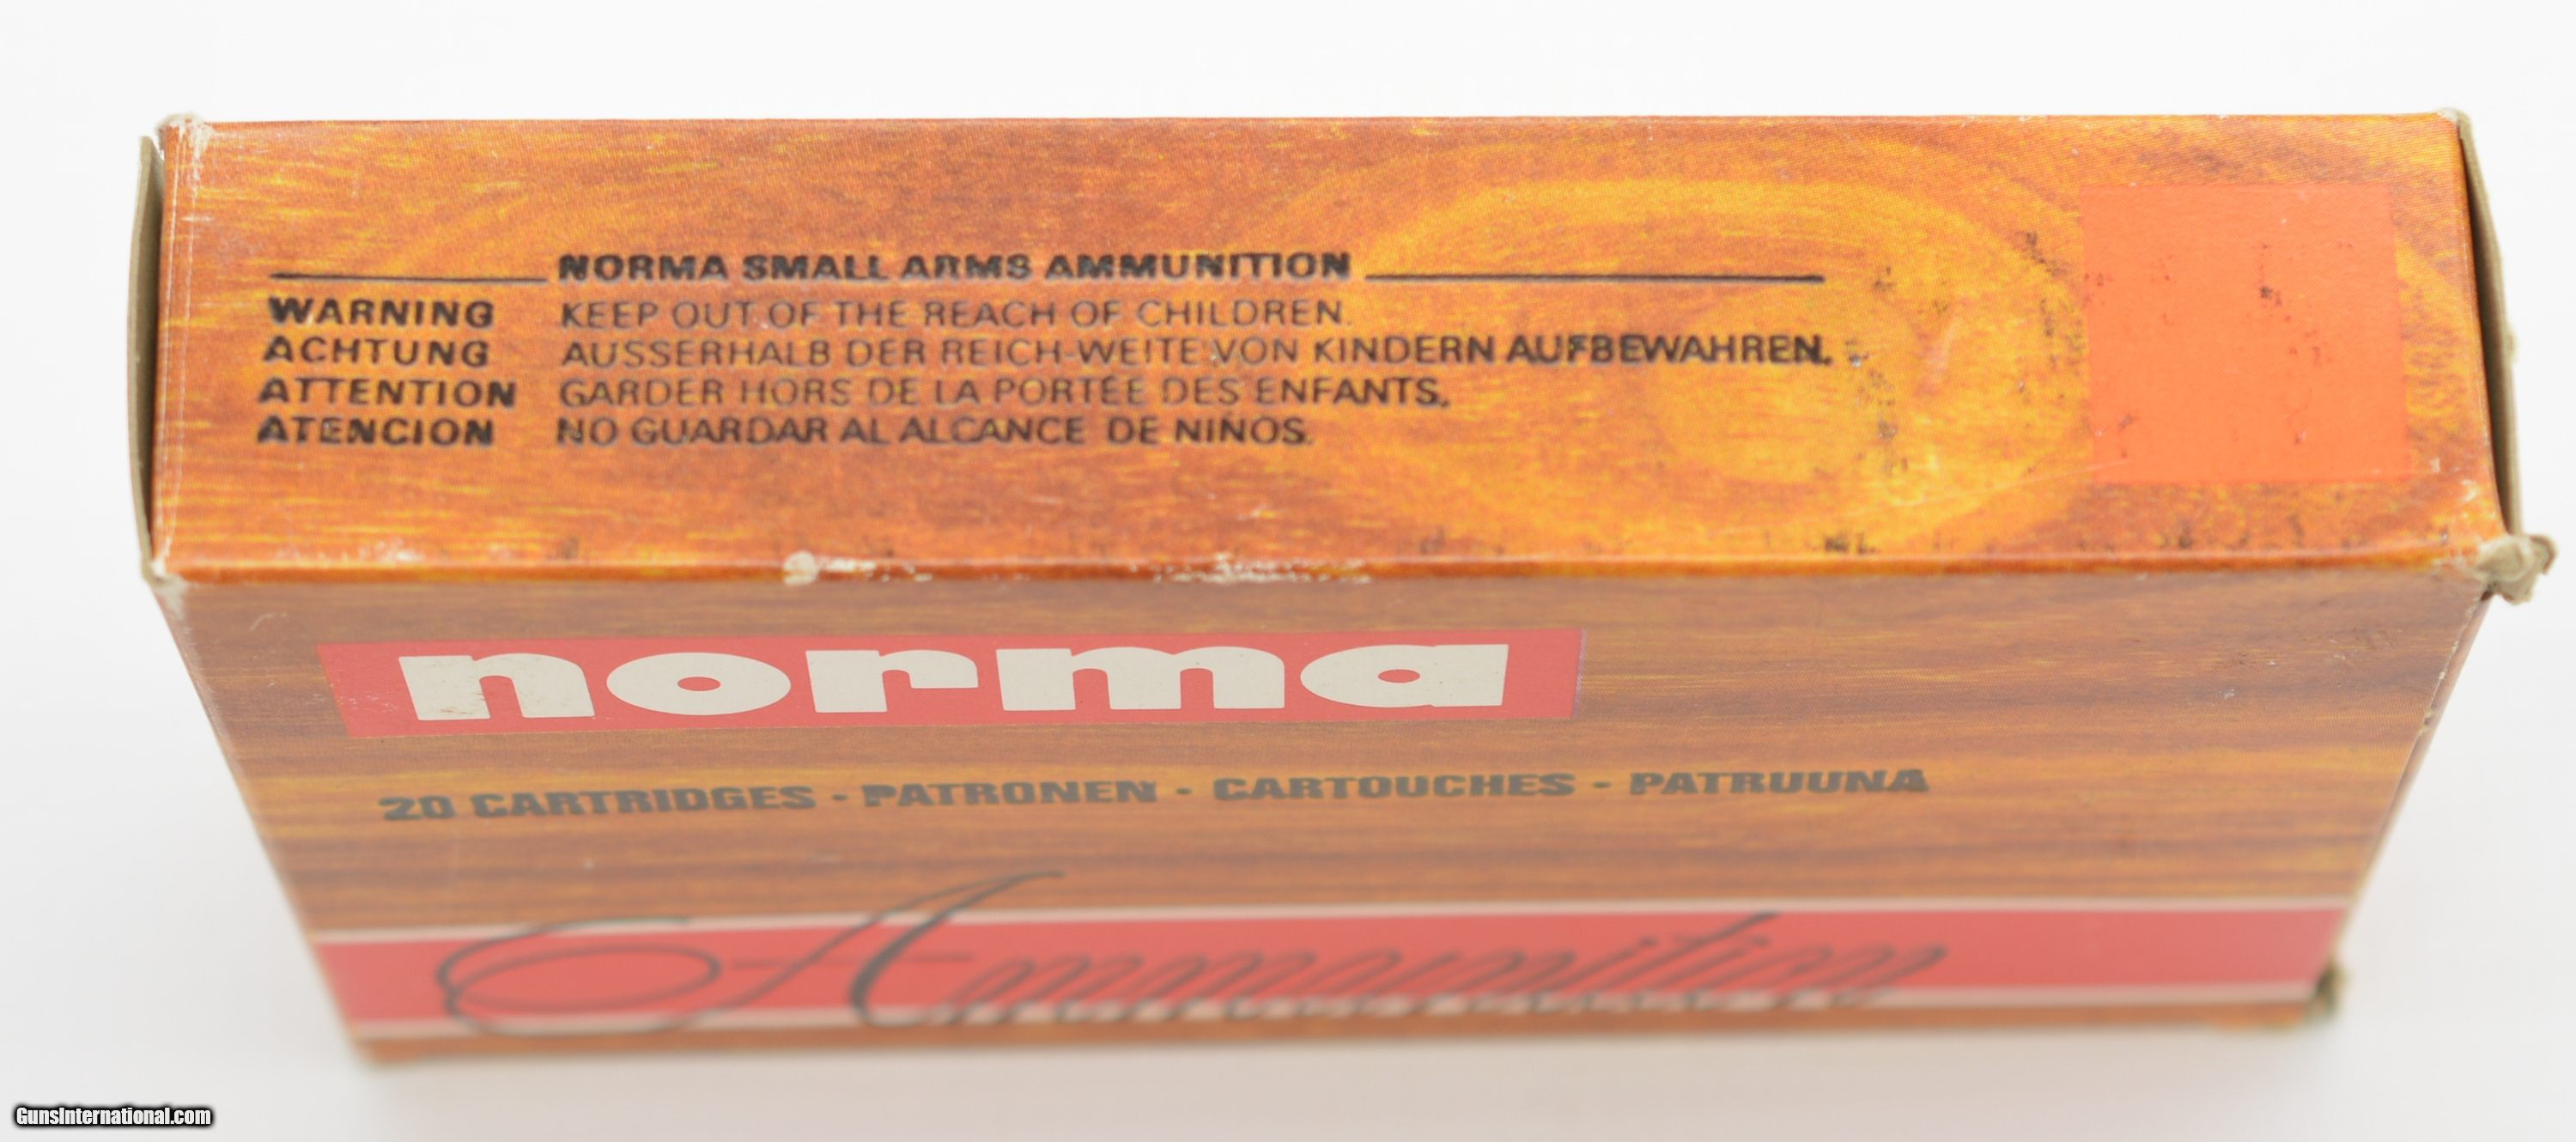 NORMA SMALL ARMS AMMUNITION
WARNING KEEP OUT OF THE REACH OF CHILDREN.
ACHTUNG AUSSERHALB DER REICH-WEITE VON KINDERN AUFBEWAHREN.
ATTENTION GARDER HORS DE LA PORTÉE DES ENFANTS.
ATENCION NO GUARDAR AL ALCANCE DE NIÑOS.
norma
20 CARTRIDGES · PATRONEN · CARTOUCHES · PATRUUNA
Ammunition
GunsInternational.com